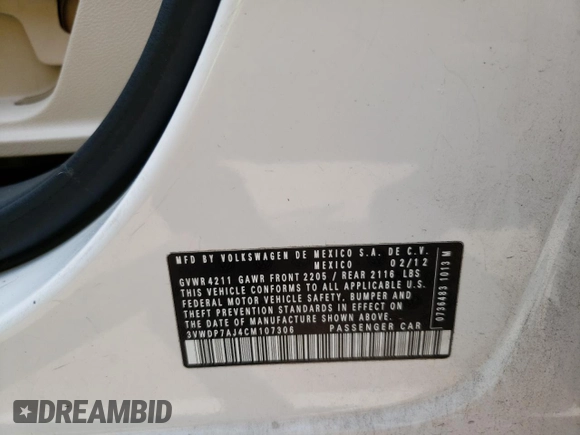 MFD BY VOLKSWAGEN DE MEXICO S.A. DE C.V.
MEXICO 02/12
GVWR 4211 GAWR FRONT 2205 / REAR 2116 LBS
THIS VEHICLE CONFORMS TO ALL APPLICABLE U.S.
FEDERAL MOTOR VEHICLE SAFETY, BUMPER AND
THEFT PREVENTION STANDARDS IN EFFECT ON
THE DATE OF MANUFACTURE SHOWN ABOVE
3VWDP7AJ4CM107306 PASSENGER CAR
0736483 1013 M
DREAMBID